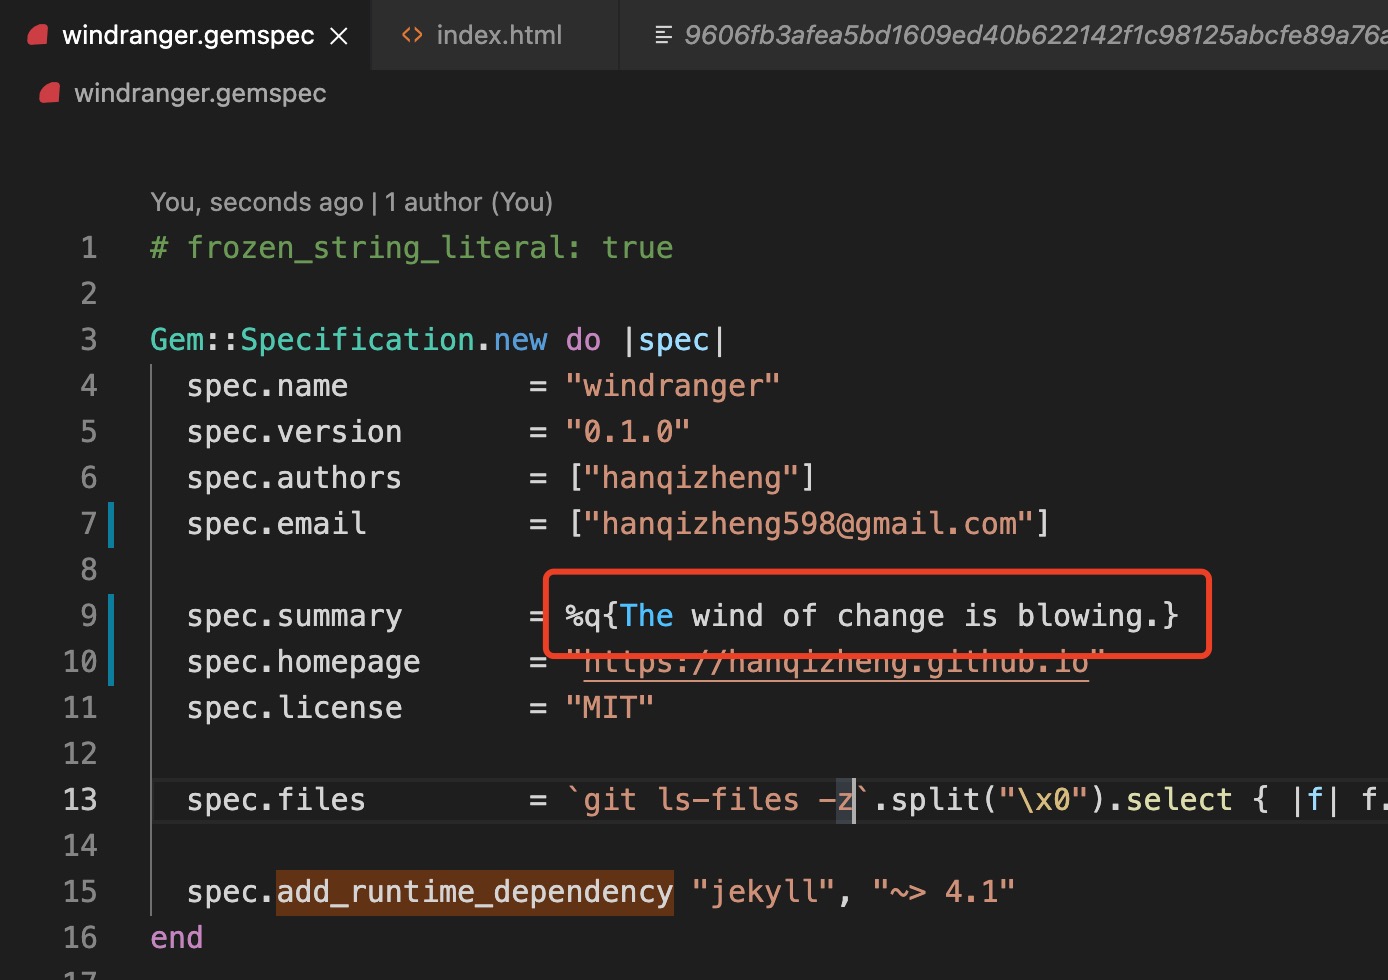 windranger.gemspec
index.html
9606fb3afea5bd1609ed40b622142f1c98125abcfe89a76a
windranger.gemspec
You, seconds ago | 1 author (You)
1 # frozen_string_literal: true
2
3 Gem::Specification.new do |spec|
4 spec.name = "windranger"
5 spec.version = "0.1.0"
6 spec.authors = ["hanqizheng"]
7 spec.email = ["hanqizheng598@gmail.com"]
8
9 spec.summary = %q{The wind of change is blowing.}
10 spec.homepage = "https://hanqizheng.github.io"
11 spec.license = "MIT"
12
13 spec.files = `git ls-files -z`.split("\x0").select { |f| f.
14
15 spec.add_runtime_dependency "jekyll", "~> 4.1"
16 end
17